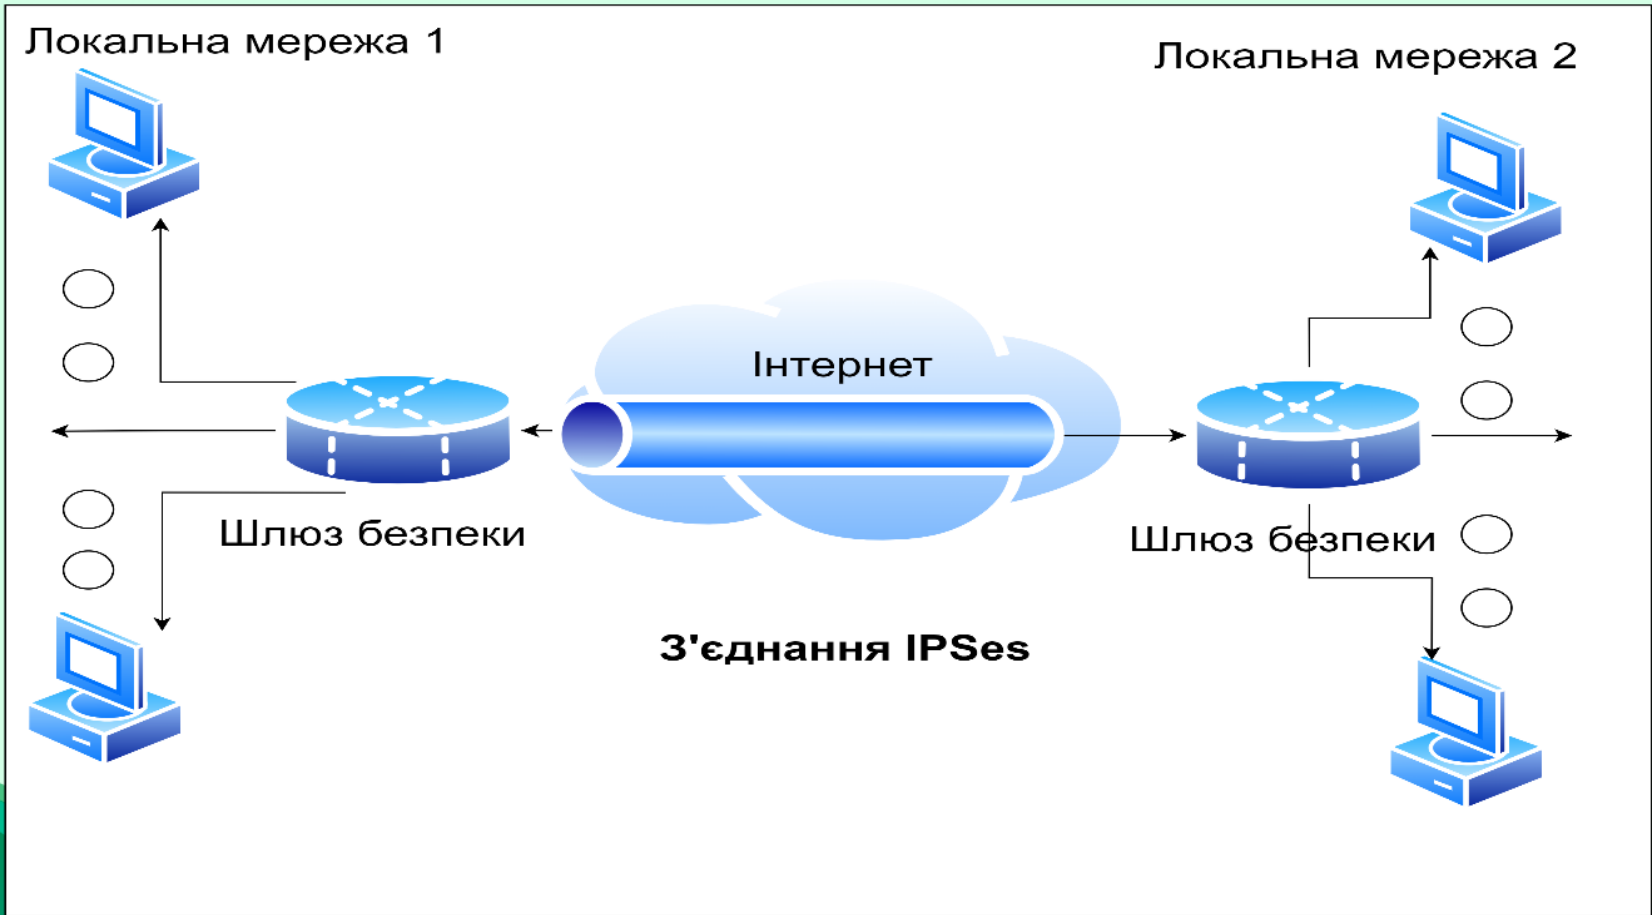 Локальна мережа 1
Локальна мережа 2
Інтернет
Шлюз безпеки
Шлюз безпеки
З'єднання IPSes